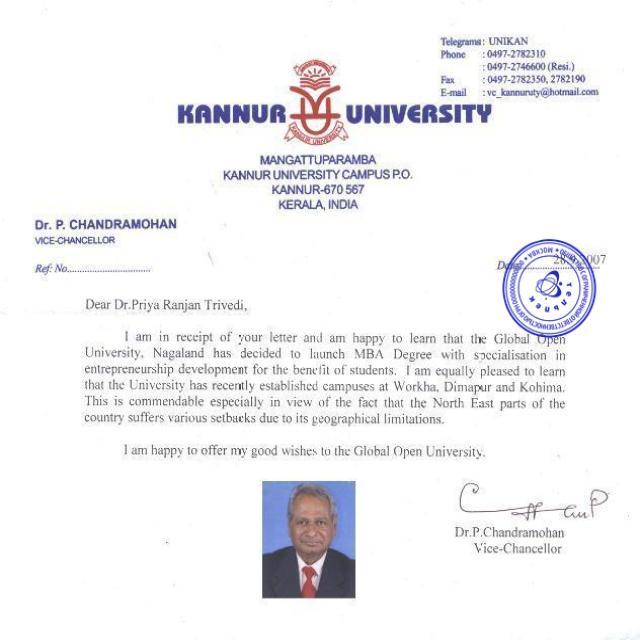 Telegrams : UNIKAN
Phone : 0497-2782310
: 0497-2746600 (Resi.)
Fax : 0497-2782350, 2782190
E-mail : vc_kannuruty@hotmail.com
KANNUR UNIVERSITY
KANNUR UNIVERSITY
MANGATTUPARAMBA
KANNUR UNIVERSITY CAMPUS P.O.
KANNUR-670 567
KERALA, INDIA
Dr. P. CHANDRAMOHAN
VICE-CHANCELLOR
Ref: No.................................
МОСКВА
Dear Dr.Priya Ranjan Trivedi,
I am in receipt of your letter and am happy to learn that the Global Open
University, Nagaland has decided to launch MBA Degree with specialisation in
entrepreneurship development for the benefit of students. I am equally pleased to learn
that the University has recently established campuses at Workha, Dimapur and Kohima.
This is commendable especially in view of the fact that the North East parts of the
country suffers various setbacks due to its geographical limitations.
I am happy to offer my good wishes to the Global Open University.
Dr.P.Chandramohan
Vice-Chancellor